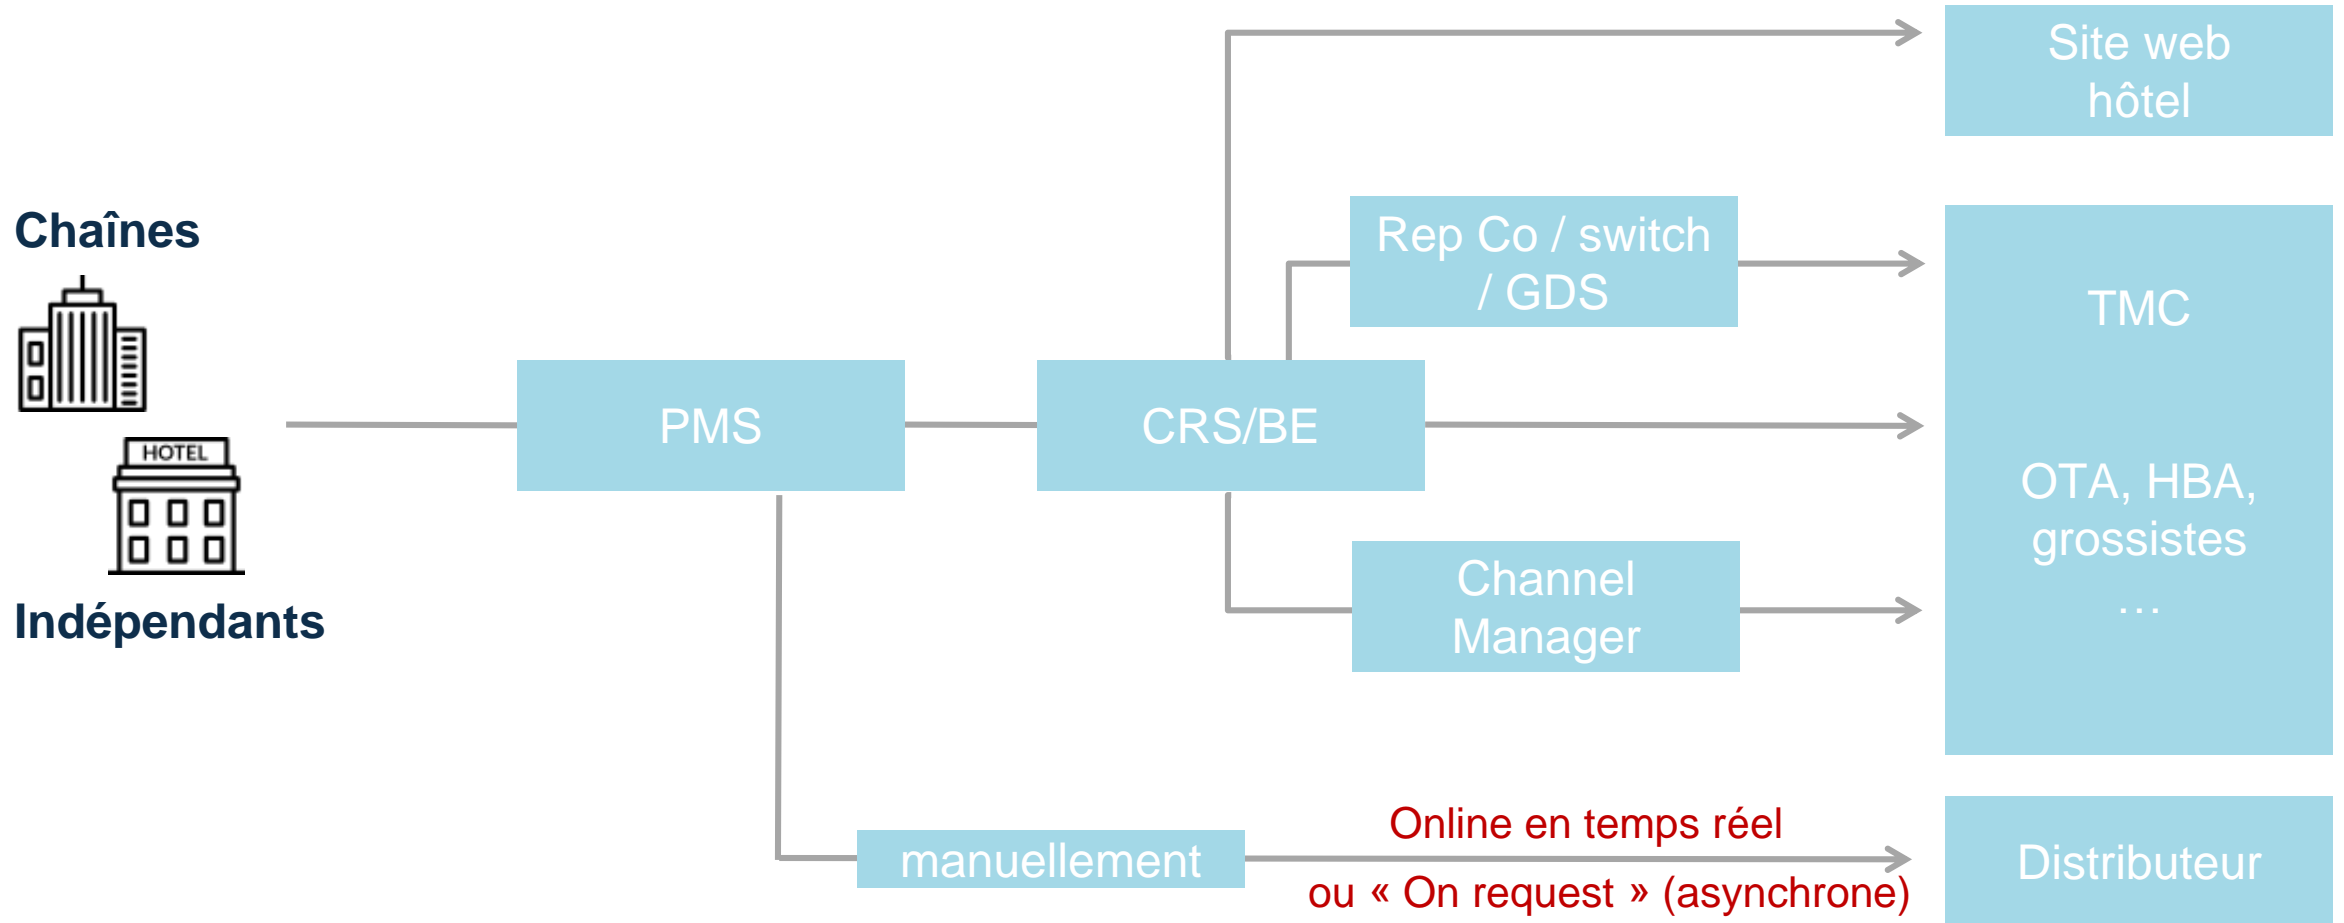 Site web
hôtel
Chaînes
Rep Co / switch
/ GDS
TMC
HOTEL
PMS
CRS/BE
OTA, HBA,
grossistes
…
Channel
Manager
Indépendants
Online en temps réel
manuellement
ou « On request » (asynchrone)
Distributeur